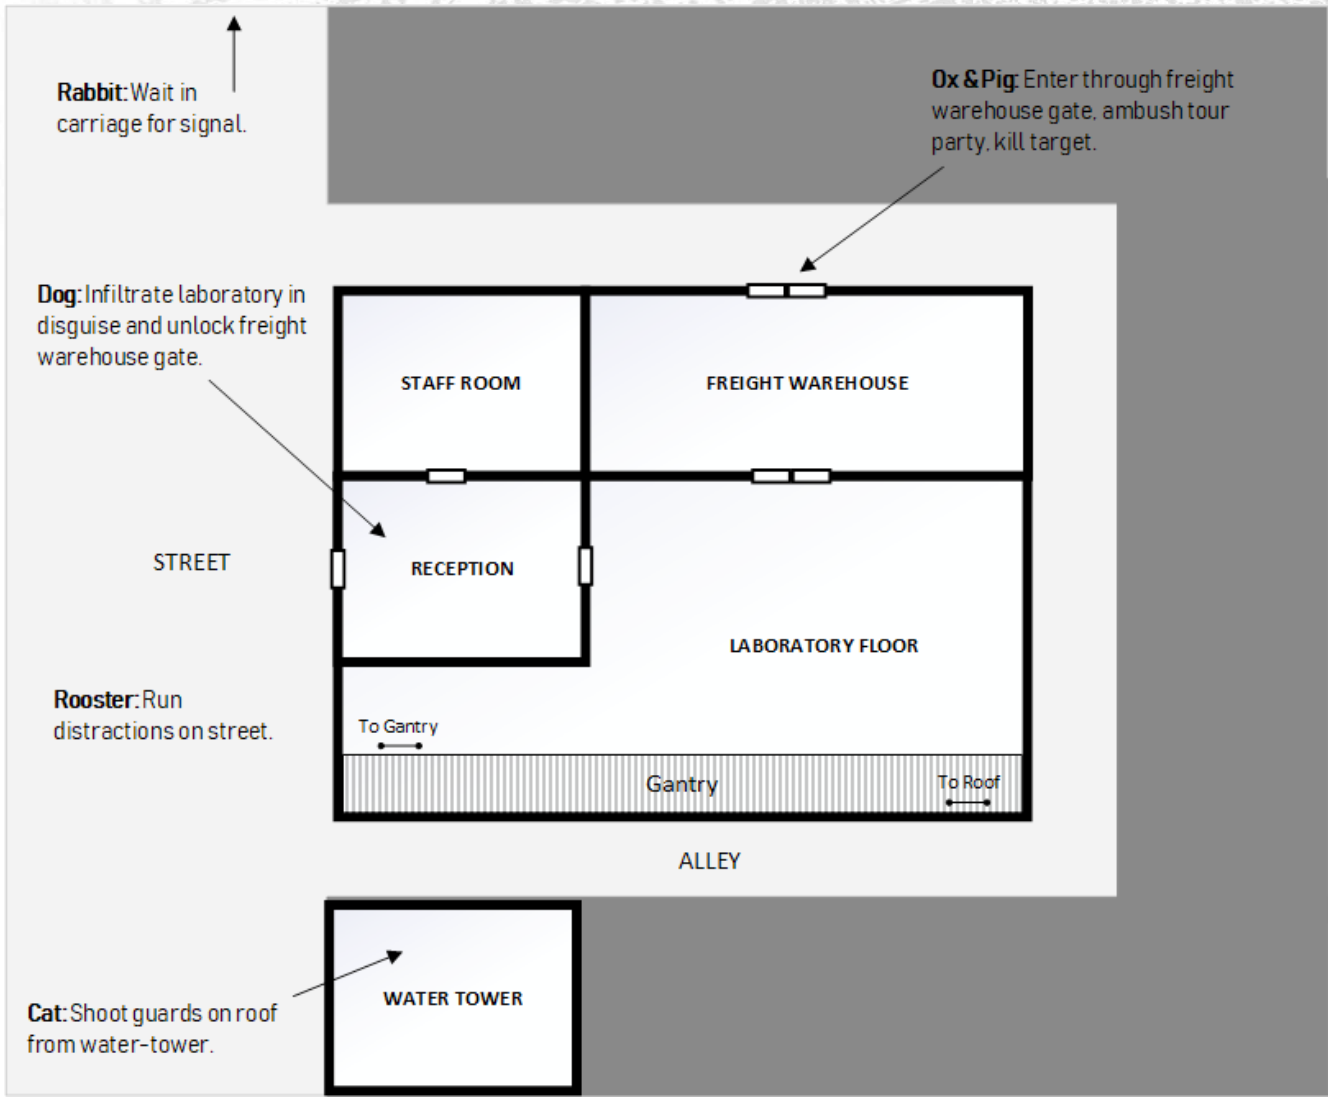 Rabbit: Wait in
carriage for signal.
Ox & Pig: Enter through freight
warehouse gate, ambush tour
party, kill target.
Dog: Infiltrate laboratory in
disguise and unlock freight
warehouse gate.
STAFF ROOM
FREIGHT WAREHOUSE
STREET
RECEPTION
LABORATORY FLOOR
Rooster: Run
distractions on street.
To Gantry
Gantry
To Roof
ALLEY
Cat: Shoot guards on roof
from water-tower.
WATER TOWER